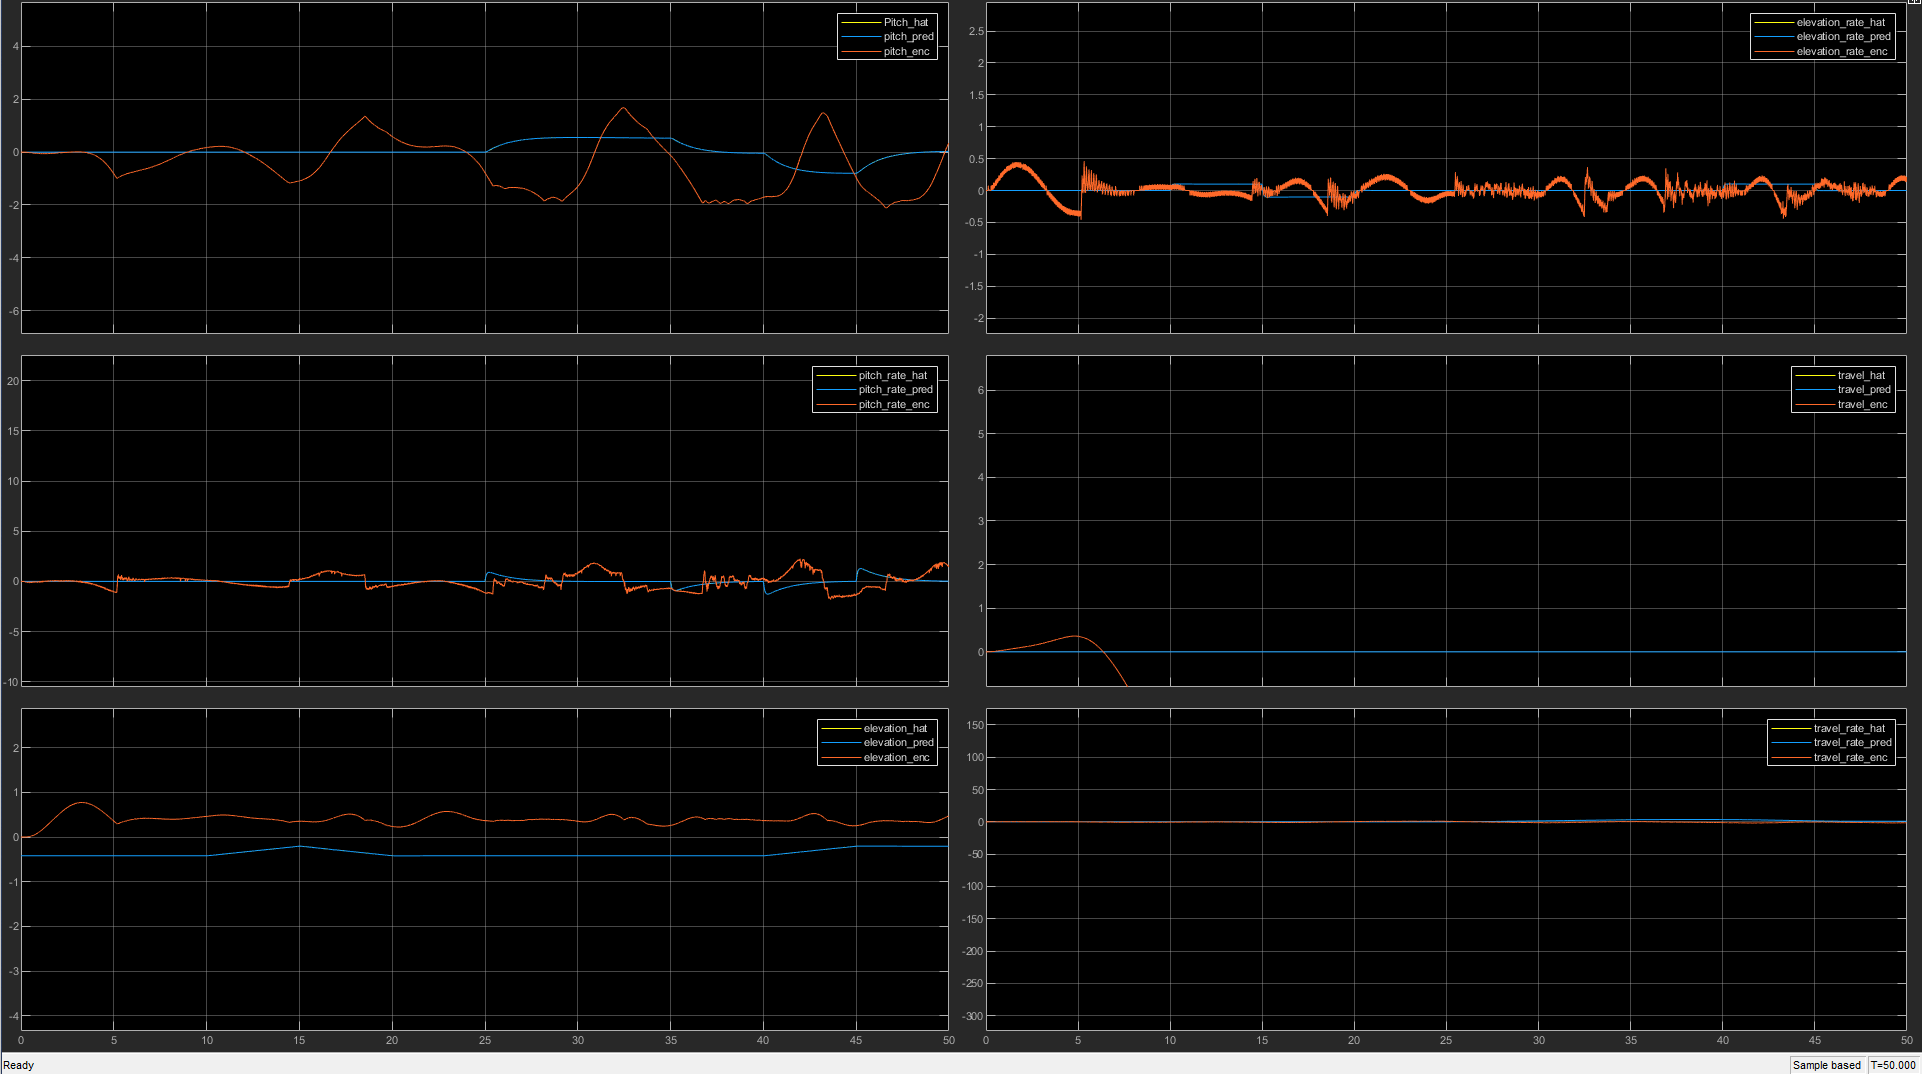 Pitch_hat
pitch_pred
pitch_enc
4
2
0
-2
-4
-6
elevation_rate_hat
elevation_rate_pred
elevation_rate_enc
2.5
2
1.5
1
0.5
0
-0.5
-1
-1.5
-2
pitch_rate_hat
pitch_rate_pred
pitch_rate_enc
20
15
10
5
0
-5
-10
travel_hat
travel_pred
travel_enc
6
5
4
3
2
1
0
elevation_hat
elevation_pred
elevation_enc
2
1
0
-1
-2
-3
-4
0 5 10 15 20 25 30 35 40 45 50
travel_rate_hat
travel_rate_pred
travel_rate_enc
150
100
50
0
-50
-100
-150
-200
-250
-300
0 5 10 15 20 25 30 35 40 45 50
Ready
Sample based T=50.000